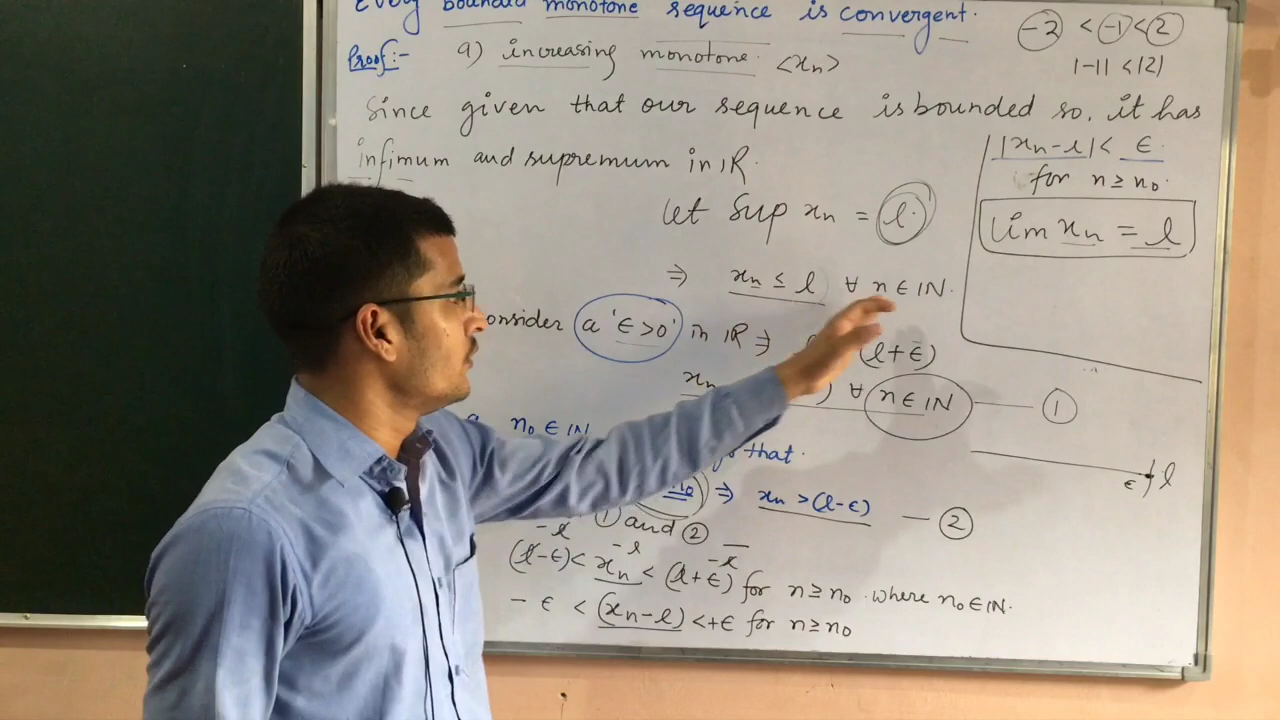 Every bounded monotone sequence is convergent.
Proof:- a) increasing monotone. <xn>
Since given that our sequence is bounded so, it has
infimum and supremum in IR.
let Sup xn = l.
⇒ xn ≤ l ∀ n ∈ IN.
onsider a 'ϵ>0' in IR ⇒ (l+ϵ)
xn ) ∀ n ∈ IN — ①
n0 ∈ IN
that.
n0 ⇒ xn > (l-ϵ) — ②
① and ②
-l -l -l
(l-ϵ) < xn < (l+ϵ) for n ≥ n0 where n0 ∈ IN.
-ϵ < (xn-l) < +ϵ for n ≥ n0
-2 < -1 < 2
|-1| < |2|
|xn-l| < ϵ
for n ≥ n0.
lim xn = l
ϵ l